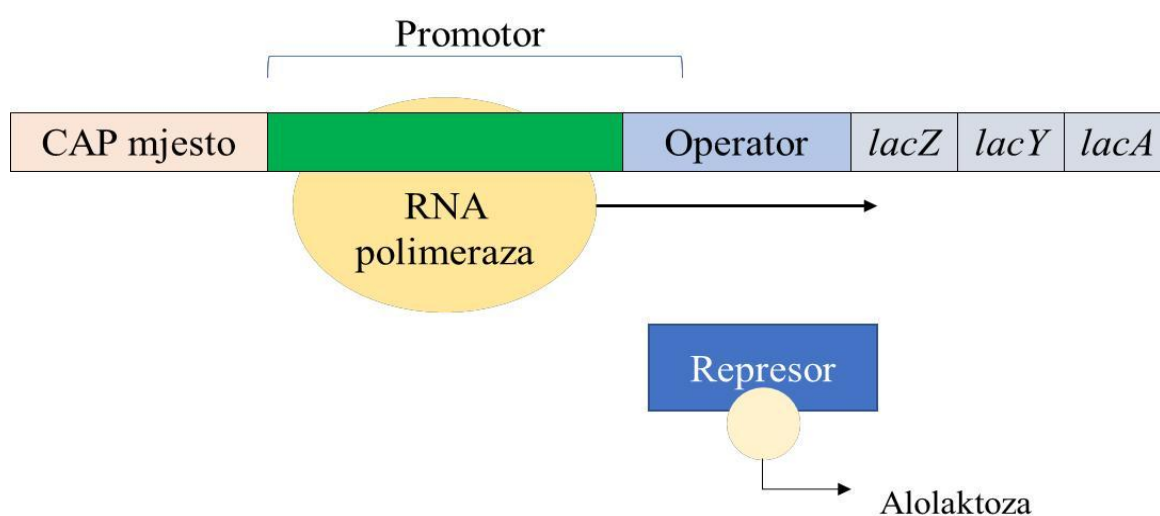 Promotor
CAP mjesto Operator lacZ lacY lacA
RNA
polimeraza
Represor
Alolaktoza